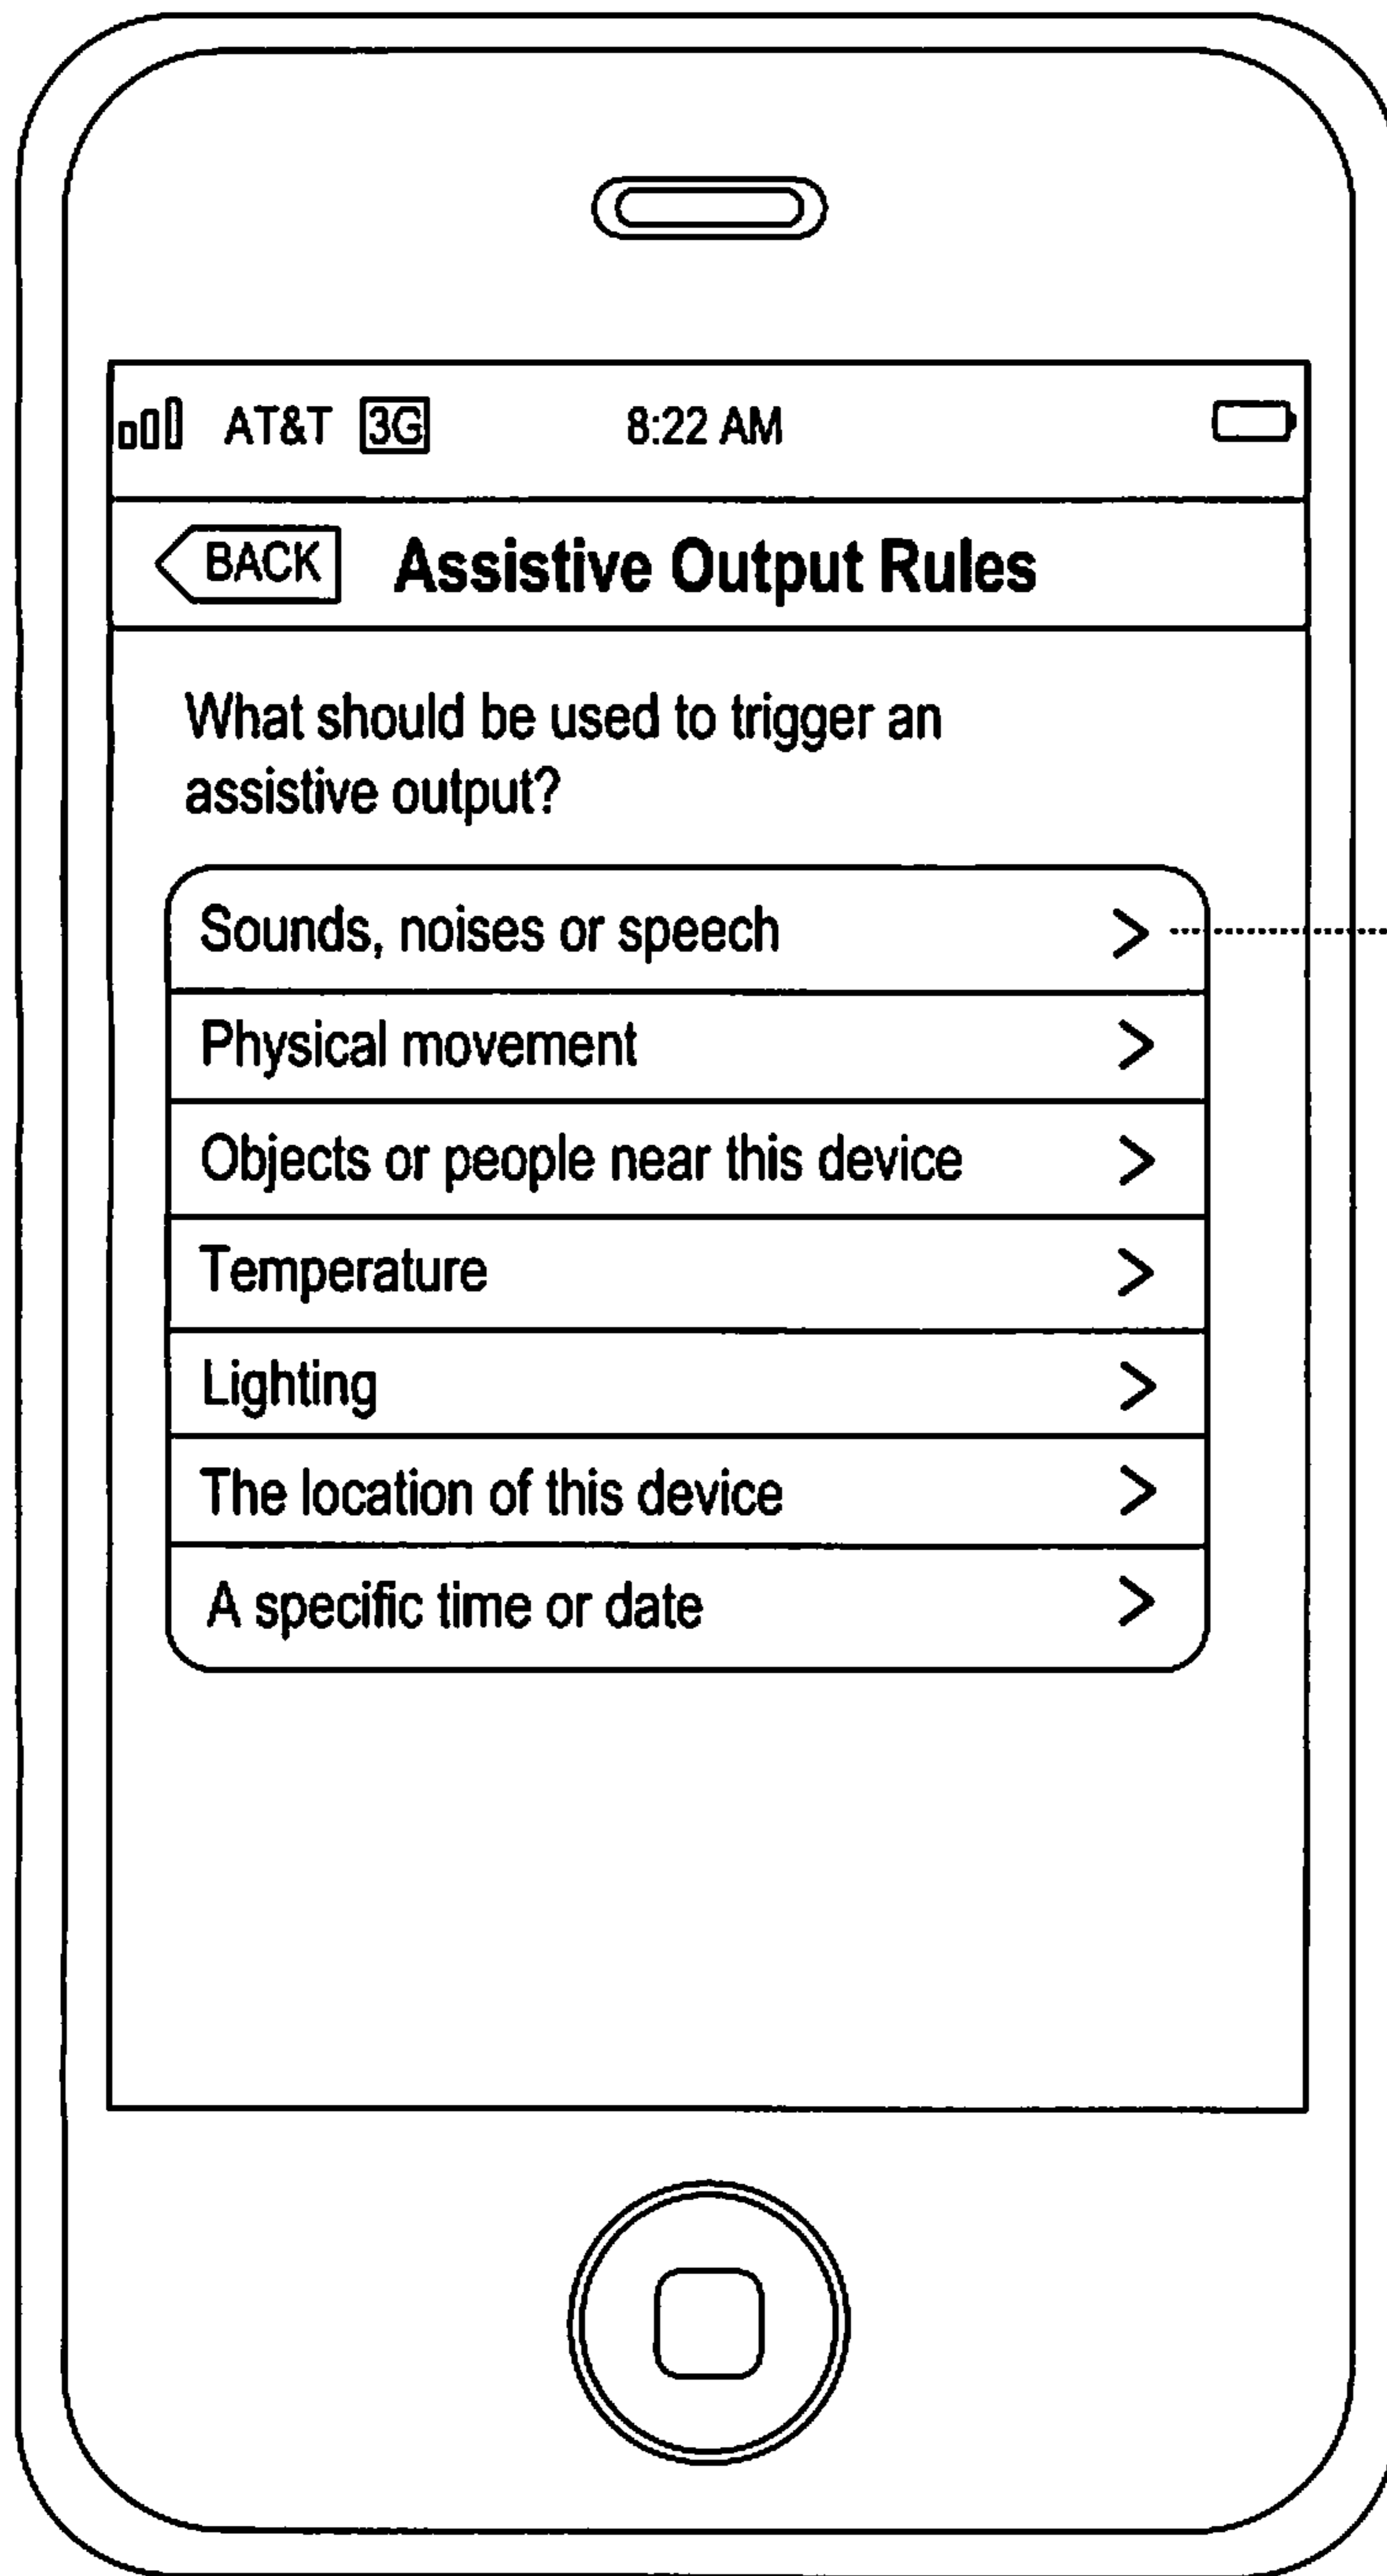 AT&T 3G 8:22 AM
BACK Assistive Output Rules
What should be used to trigger an
assistive output?
Sounds, noises or speech >
Physical movement >
Objects or people near this device >
Temperature >
Lighting >
The location of this device >
A specific time or date >